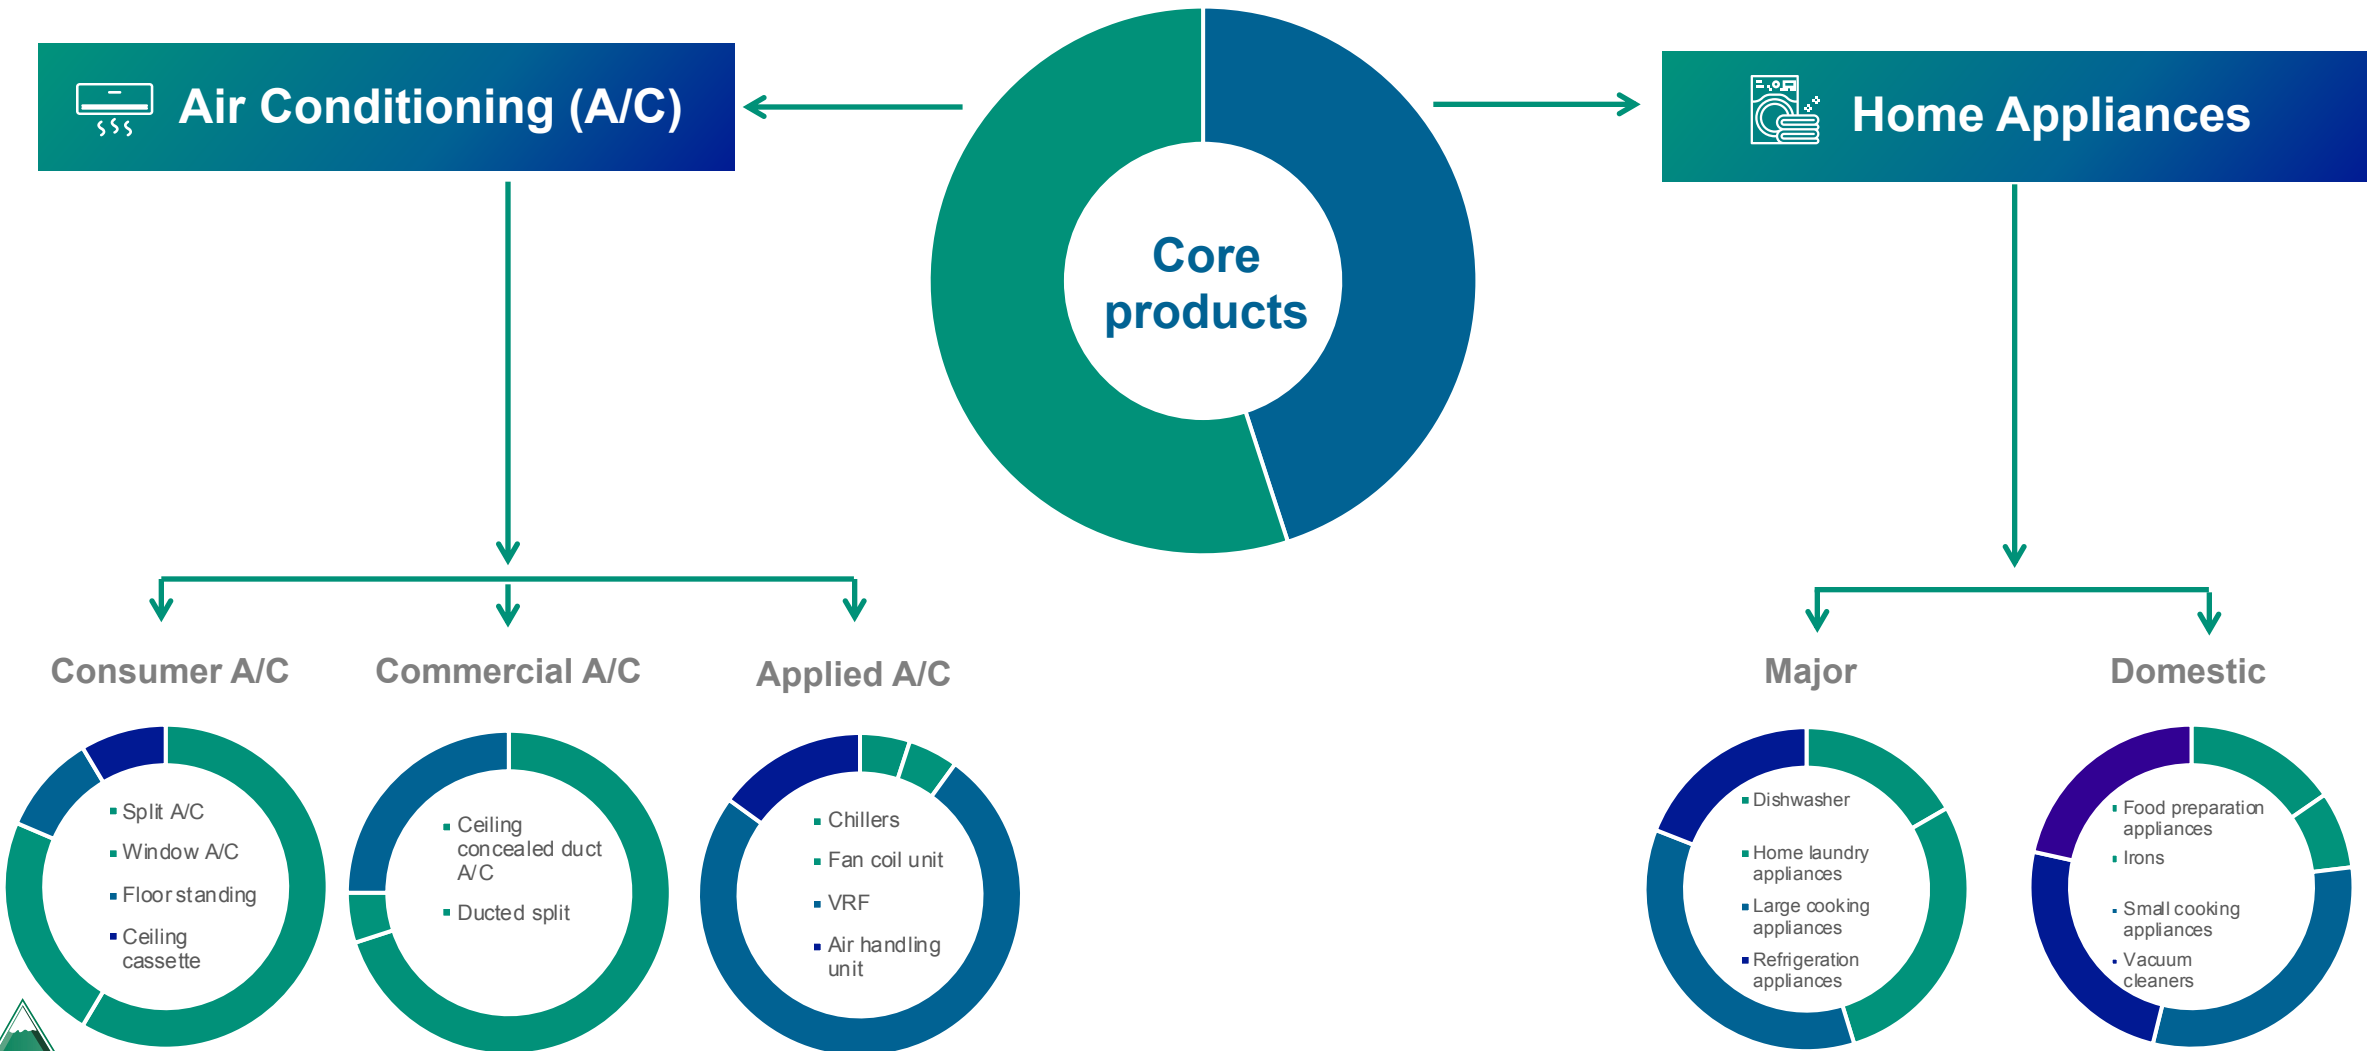 Air Conditioning (A/C)
Home Appliances
Core
products
Consumer A/C
Commercial A/C
Applied A/C
Major
Domestic
Split A/C
Window A/C
Floor standing
Ceiling
cassette
Ceiling
concealed duct
A/C
Ducted split
Chillers
Fan coil unit
VRF
Air handling
unit
Dishwasher
Home laundry
appliances
Large cooking
appliances
Refrigeration
appliances
Food preparation
appliances
Irons
Small cooking
appliances
Vacuum
cleaners